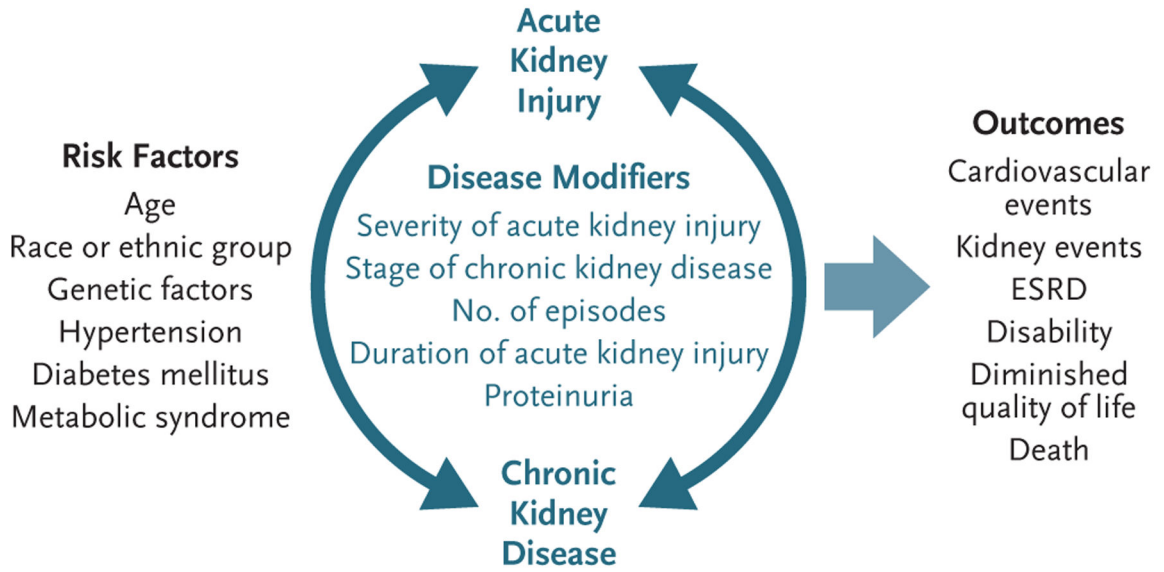 Risk Factors
Age
Race or ethnic group
Genetic factors
Hypertension
Diabetes mellitus
Metabolic syndrome
Acute
Kidney
Injury
Disease Modifiers
Severity of acute kidney injury
Stage of chronic kidney disease
No. of episodes
Duration of acute kidney injury
Proteinuria
Chronic
Kidney
Disease
Outcomes
Cardiovascular
events
Kidney events
ESRD
Disability
Diminished
quality of life
Death